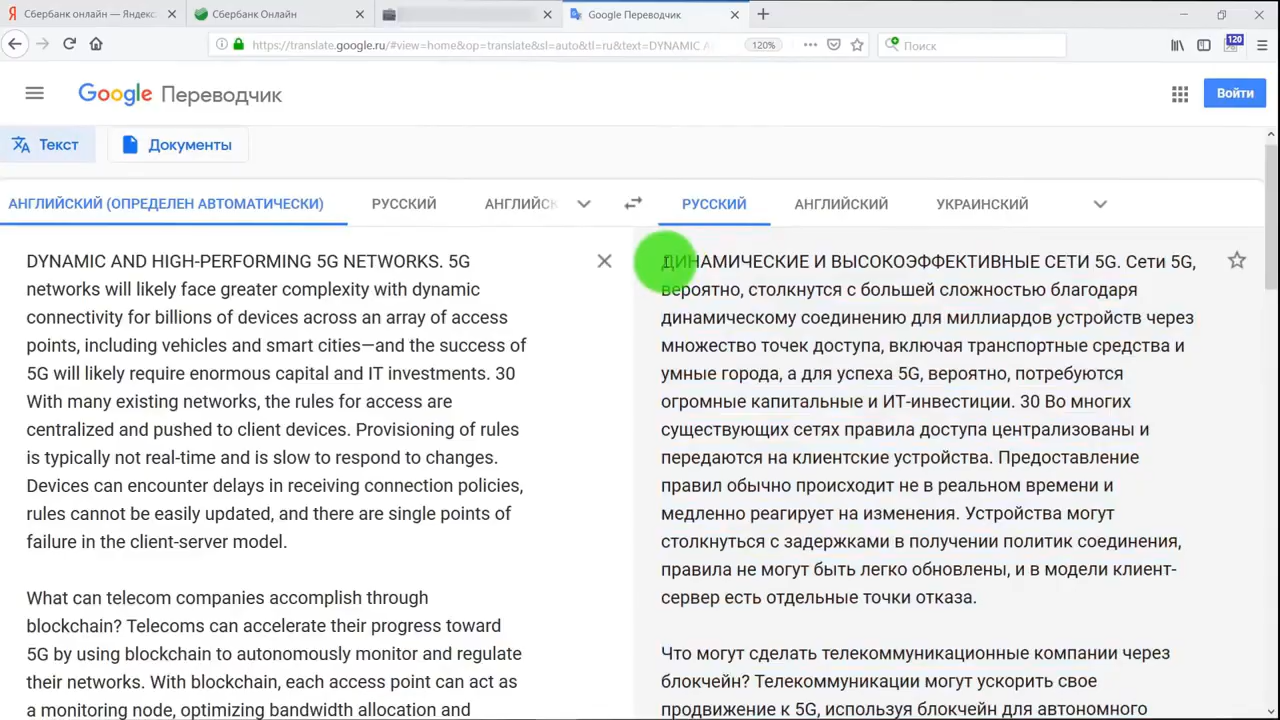 Сбербанк онлайн — Яндекс
Сбербанк Онлайн
Google Переводчик
https://translate.google.ru/#view=home&op=translate&sl=auto&tl=ru&text=DYNAMIC A
120%
Поиск
120
Google Переводчик
Войти
Текст
Документы
АНГЛИЙСКИЙ (ОПРЕДЕЛЕН АВТОМАТИЧЕСКИ)
РУССКИЙ
АНГЛИЙСК
РУССКИЙ
АНГЛИЙСКИЙ
УКРАИНСКИЙ
DYNAMIC AND HIGH-PERFORMING 5G NETWORKS. 5G
networks will likely face greater complexity with dynamic
connectivity for billions of devices across an array of access
points, including vehicles and smart cities—and the success of
5G will likely require enormous capital and IT investments. 30
With many existing networks, the rules for access are
centralized and pushed to client devices. Provisioning of rules
is typically not real-time and is slow to respond to changes.
Devices can encounter delays in receiving connection policies,
rules cannot be easily updated, and there are single points of
failure in the client-server model.
What can telecom companies accomplish through
blockchain? Telecoms can accelerate their progress toward
5G by using blockchain to autonomously monitor and regulate
their networks. With blockchain, each access point can act as
a monitoring node, optimizing bandwidth allocation and
ДИНАМИЧЕСКИЕ И ВЫСОКОЭФФЕКТИВНЫЕ СЕТИ 5G. Сети 5G,
вероятно, столкнутся с большей сложностью благодаря
динамическому соединению для миллиардов устройств через
множество точек доступа, включая транспортные средства и
умные города, а для успеха 5G, вероятно, потребуются
огромные капитальные и ИТ-инвестиции. 30 Во многих
существующих сетях правила доступа централизованы и
передаются на клиентские устройства. Предоставление
правил обычно происходит не в реальном времени и
медленно реагирует на изменения. Устройства могут
столкнуться с задержками в получении политик соединения,
правила не могут быть легко обновлены, и в модели клиент-
сервер есть отдельные точки отказа.
Что могут сделать телекоммуникационные компании через
блокчейн? Телекоммуникации могут ускорить свое
продвижение к 5G, используя блокчейн для автономного